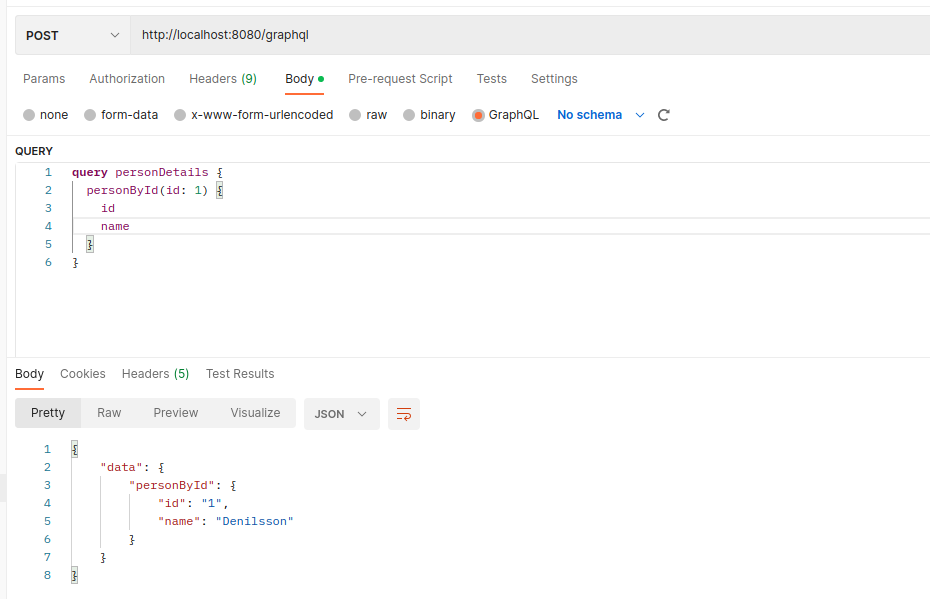 POST http://localhost:8080/graphql
Params Authorization Headers (9) Body Pre-request Script Tests Settings
none form-data x-www-form-urlencoded raw binary GraphQL No schema
QUERY
1 query personDetails {
2 personById(id: 1) {
3 id
4 name
5 }
6 }
Body Cookies Headers (5) Test Results
Pretty Raw Preview Visualize JSON
1 {
2 "data": {
3 "personById": {
4 "id": "1",
5 "name": "Denilsson"
6 }
7 }
8 }